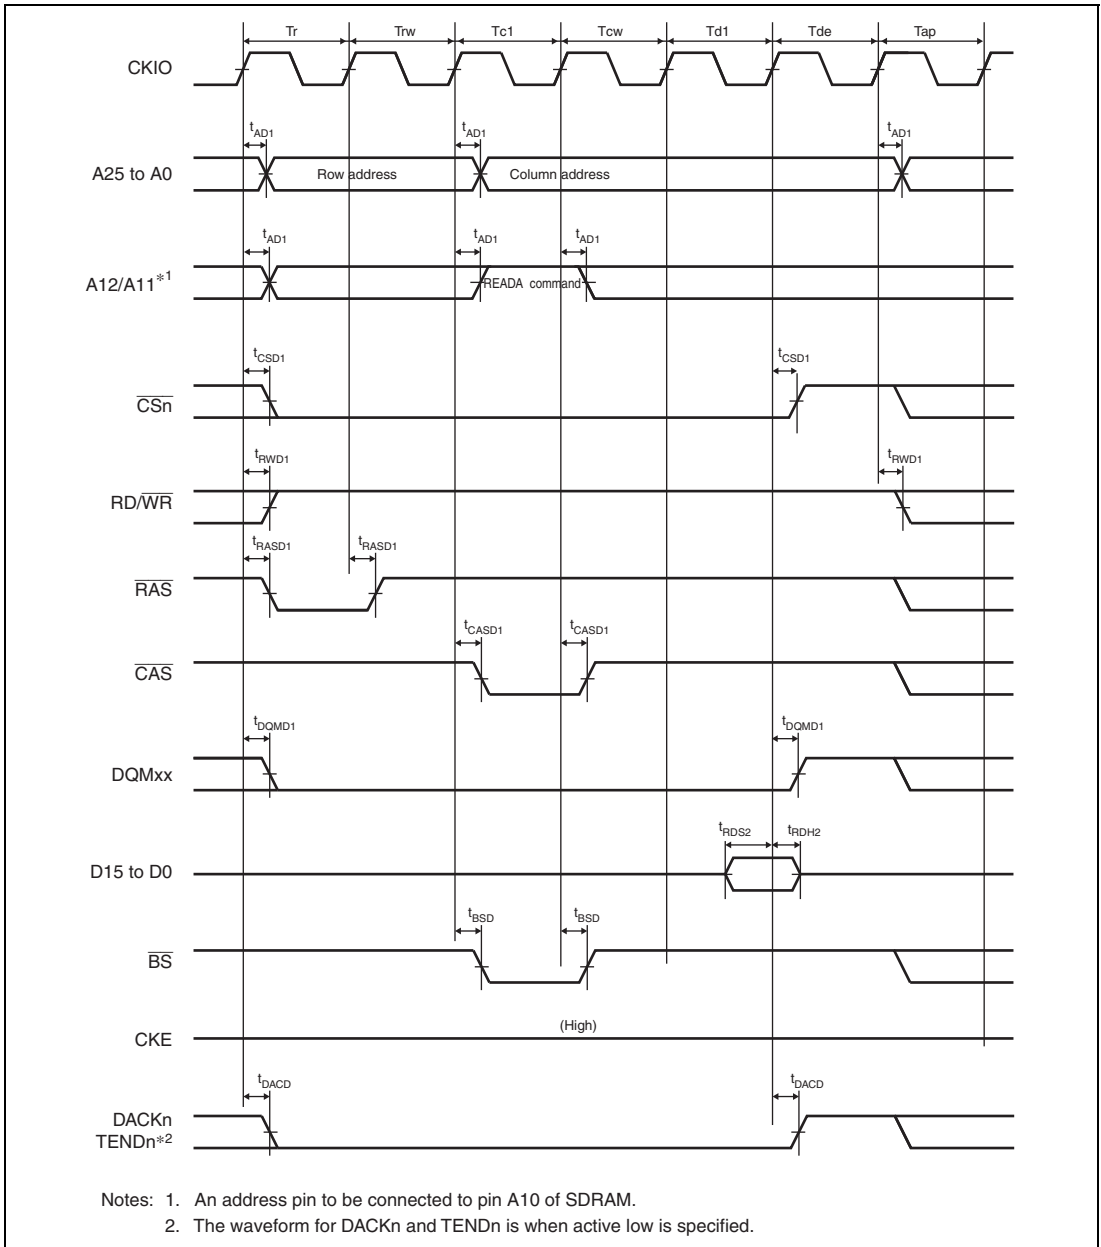 Tr Trw Tc1 Tcw Td1 Tde Tap
CKIO
tAD1 tAD1 tAD1
A25 to A0 Row address Column address
tAD1 tAD1 tAD1
A12/A11*1 READA command
tCSD1 tCSD1
CSn
tRWD1 tRWD1
RD/WR
tRASD1 tRASD1
RAS
tCASD1 tCASD1
CAS
tDQMD1 tDQMD1
DQMxx
tRDS2 tRDH2
D15 to D0
tBSD tBSD
BS
(High)
CKE
tDACD tDACD
DACKn
TENDn*2
Notes: 1. An address pin to be connected to pin A10 of SDRAM.
2. The waveform for DACKn and TENDn is when active low is specified.